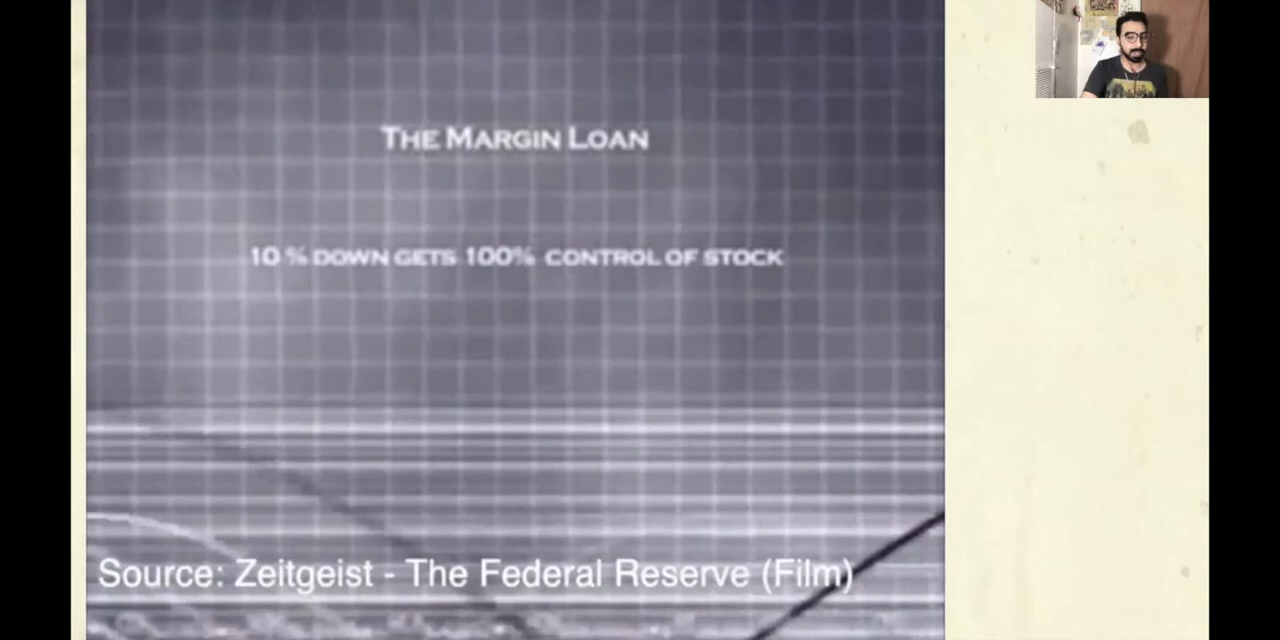 The Margin Loan
10 % down gets 100% control of stock
Source: Zeitgeist - The Federal Reserve (Film)